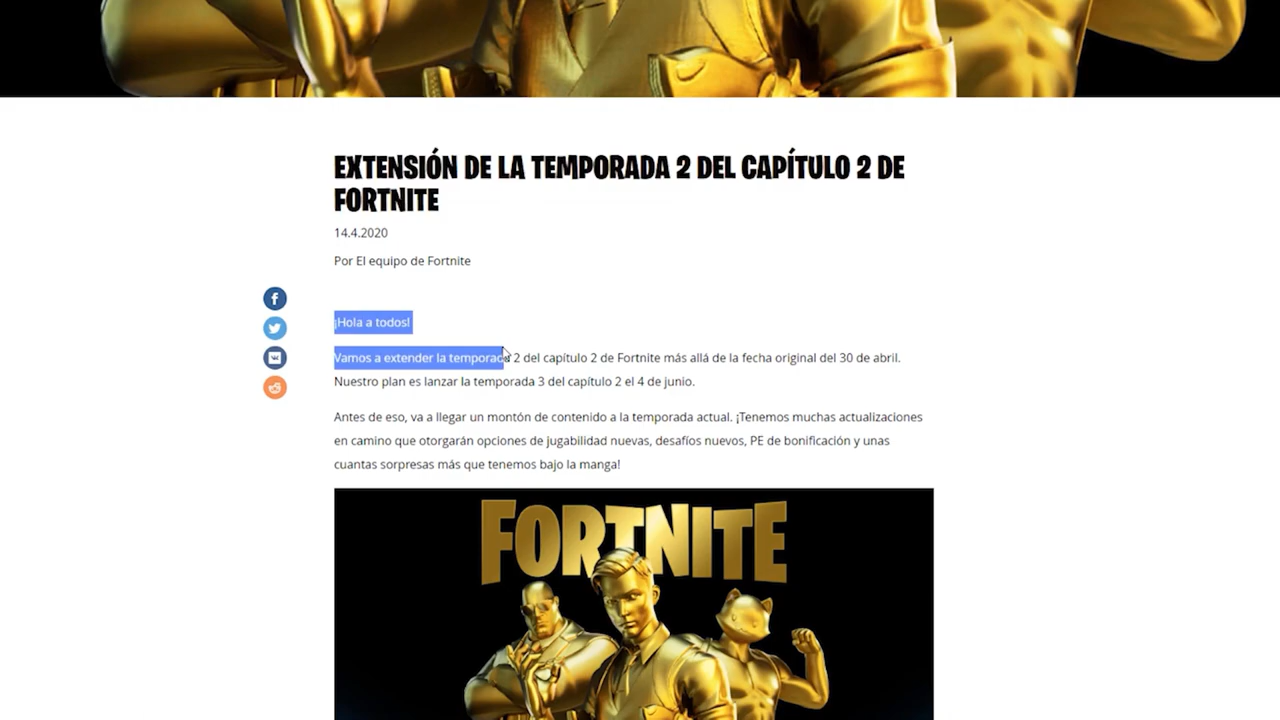 EXTENSIÓN DE LA TEMPORADA 2 DEL CAPÍTULO 2 DE
FORTNITE
14.4.2020
Por El equipo de Fortnite
¡Hola a todos!
Vamos a extender la temporada 2 del capítulo 2 de Fortnite más allá de la fecha original del 30 de abril.
Nuestro plan es lanzar la temporada 3 del capítulo 2 el 4 de junio.
Antes de eso, va a llegar un montón de contenido a la temporada actual. ¡Tenemos muchas actualizaciones
en camino que otorgarán opciones de jugabilidad nuevas, desafíos nuevos, PE de bonificación y unas
cuantas sorpresas más que tenemos bajo la manga!
FORTNITE